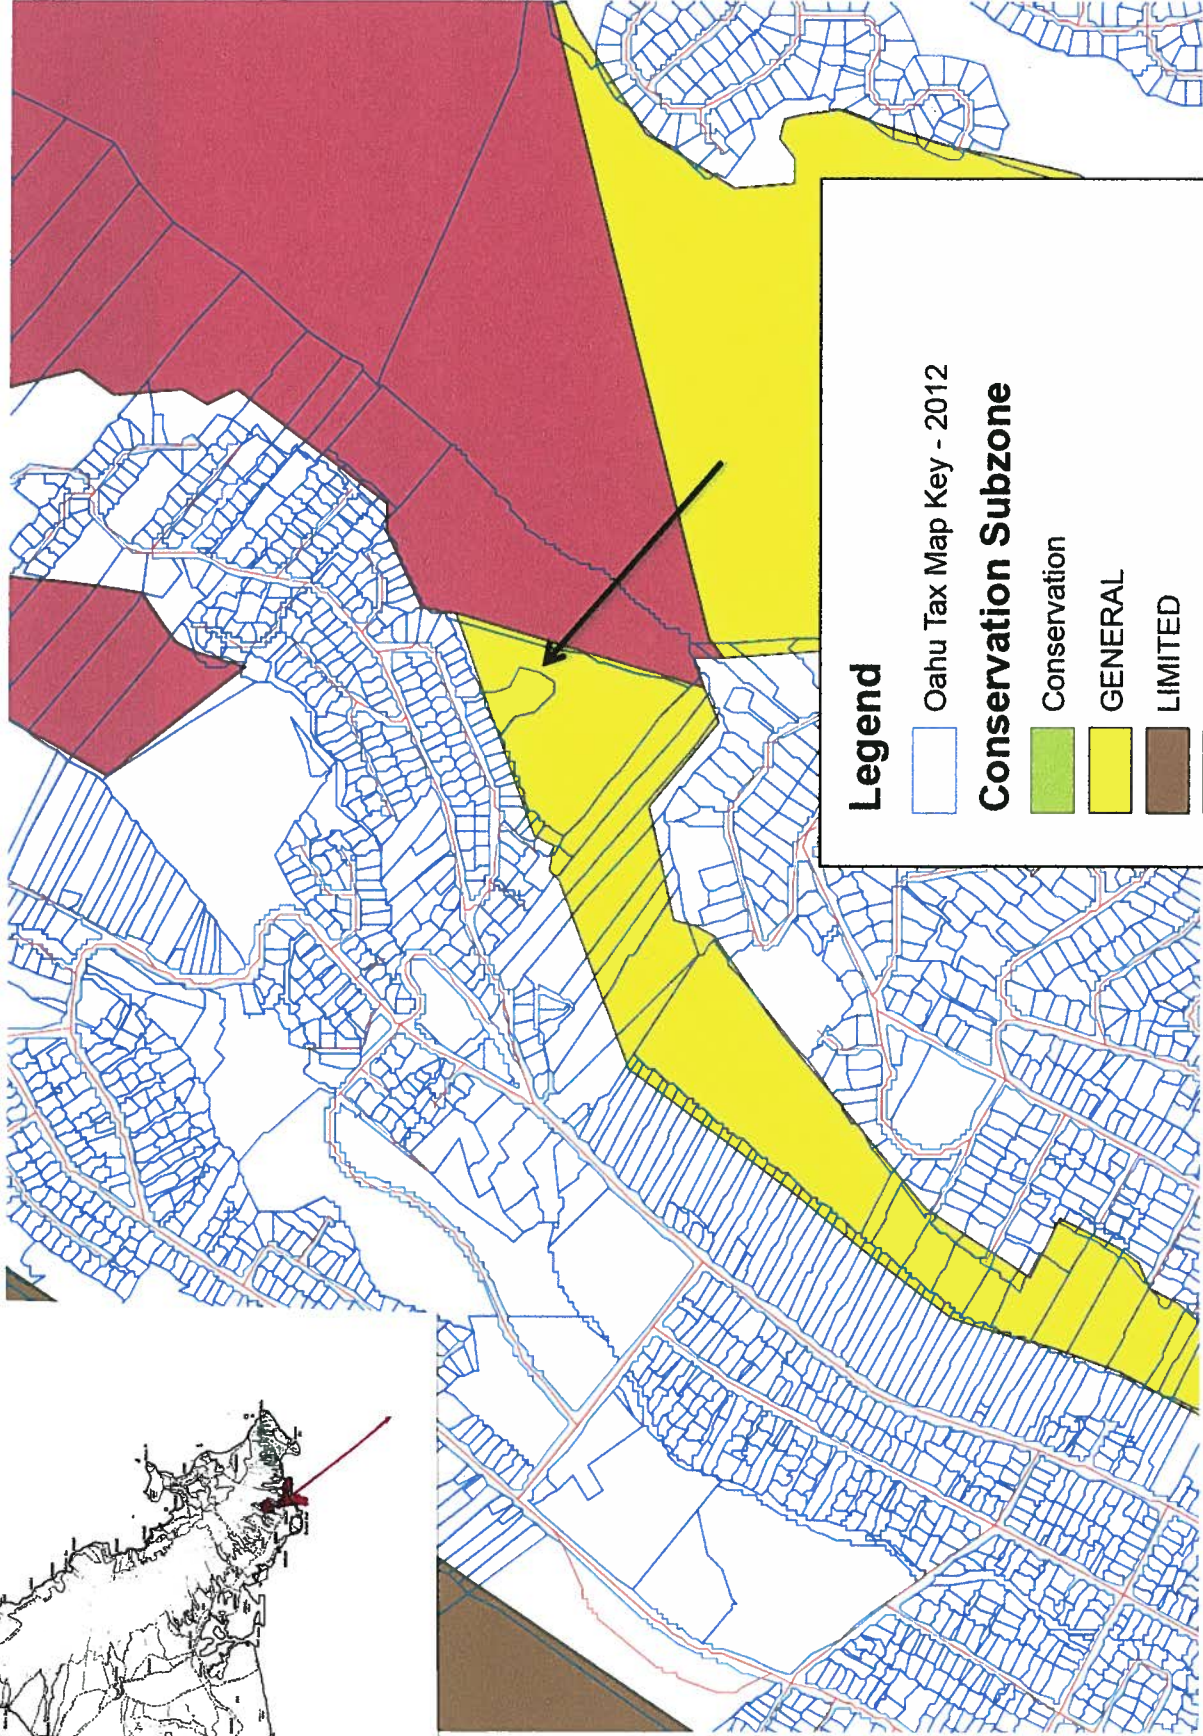 Legend
Oahu Tax Map Key - 2012
Conservation Subzone
Conservation
GENERAL
LIMITED